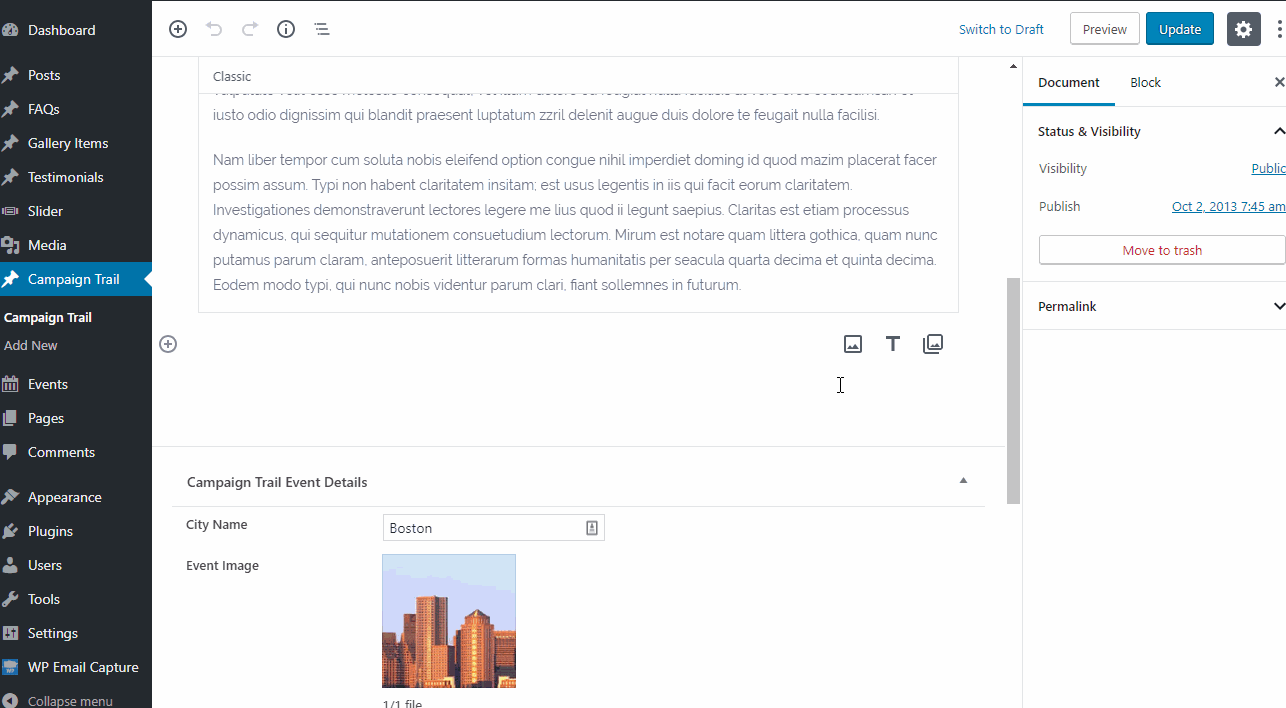 Dashboard
Posts
FAQs
Gallery Items
Testimonials
Slider
Media
Campaign Trail
Campaign Trail
Add New
Events
Pages
Comments
Appearance
Plugins
Users
Tools
Settings
WP Email Capture
Collapse menu
Switch to Draft
Preview
Update
Classic
iusto odio dignissim qui blandit praesent luptatum zzril delenit augue duis dolore te feugait nulla facilisi.
Nam liber tempor cum soluta nobis eleifend option congue nihil imperdiet doming id quod mazim placerat facer
possim assum. Typi non habent claritatem insitam; est usus legentis in iis qui facit eorum claritatem.
Investigationes demonstraverunt lectores legere me lius quod ii legunt saepius. Claritas est etiam processus
dynamicus, qui sequitur mutationem consuetudium lectorum. Mirum est notare quam littera gothica, quam nunc
putamus parum claram, anteposuerit litterarum formas humanitatis per seacula quarta decima et quinta decima.
Eodem modo typi, qui nunc nobis videntur parum clari, fiant sollemnes in futurum.
Campaign Trail Event Details
City Name
Boston
Event Image
1/1 file
Document
Block
Status & Visibility
Visibility
Public
Publish
Oct 2, 2013 7:45 am
Move to trash
Permalink